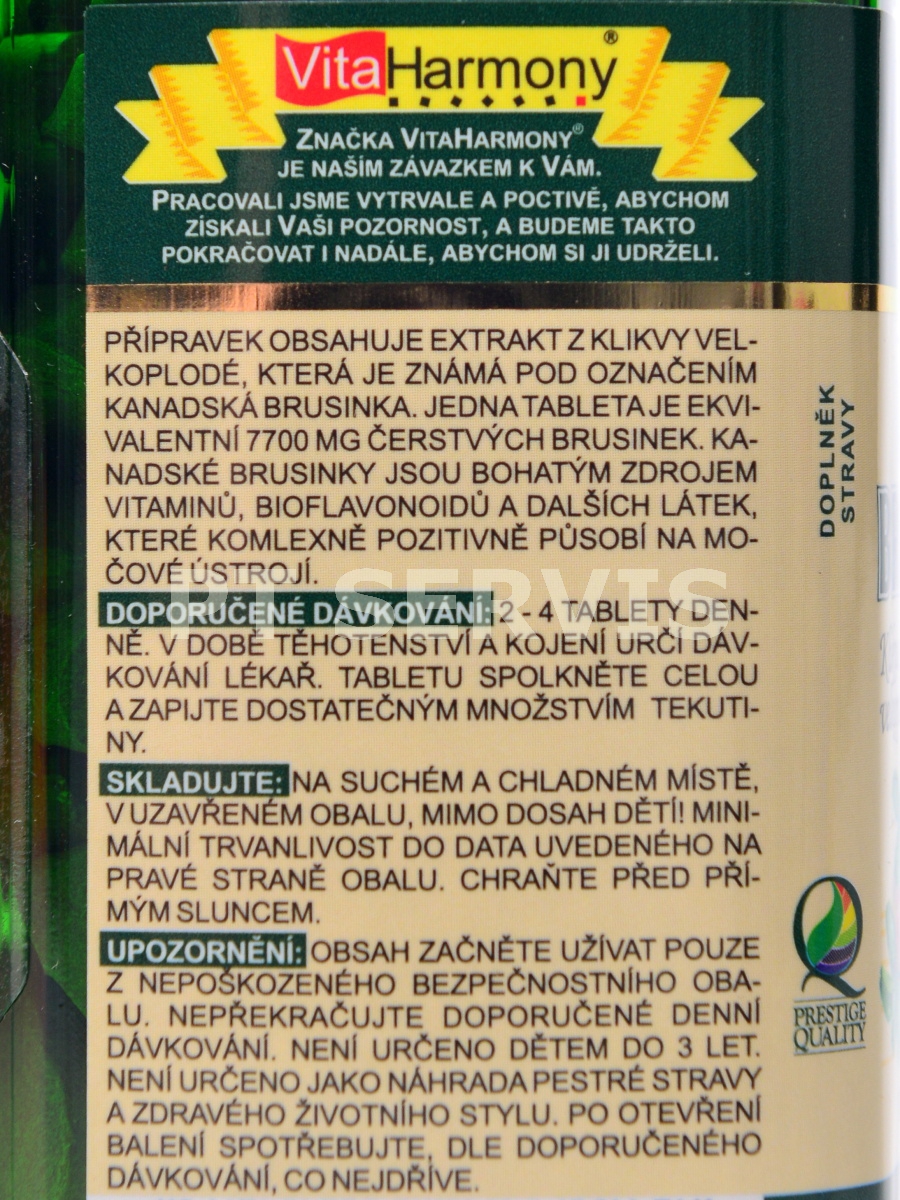 VitaHarmony®
ZNAČKA VITAHARMONY®
JE NAŠÍM ZÁVAZKEM K VÁM.
PRACOVALI JSME VYTRVALE A POCTIVĚ, ABYCHOM
ZÍSKALI VAŠI POZORNOST, A BUDEME TAKTO
POKRAČOVAT I NADÁLE, ABYCHOM SI JI UDRŽELI.
PŘÍPRAVEK OBSAHUJE EXTRAKT Z KLIKVY VEL-
KOPLODÉ, KTERÁ JE ZNÁMÁ POD OZNAČENÍM
KANADSKÁ BRUSINKA. JEDNA TABLETA JE EKVI-
VALENTNÍ 7700 MG ČERSTVÝCH BRUSINEK. KA-
NADSKÉ BRUSINKY JSOU BOHATÝM ZDROJEM
VITAMINŮ, BIOFLAVONOIDŮ A DALŠÍCH LÁTEK,
KTERÉ KOMLEXNĚ POZITIVNĚ PŮSOBÍ NA MO-
ČOVÉ ÚSTROJÍ.
PI SERVIS
DOPORUČENÉ DÁVKOVÁNÍ: 2 - 4 TABLETY DEN-
NĚ. V DOBĚ TĚHOTENSTVÍ A KOJENÍ URČÍ DÁV-
KOVÁNÍ LÉKAŘ. TABLETU SPOLKNĚTE CELOU
A ZAPIJTE DOSTATEČNÝM MNOŽSTVÍM TEKUTI-
NY.
SKLADUJTE: NA SUCHÉM A CHLADNÉM MÍSTĚ,
V UZAVŘENÉM OBALU, MIMO DOSAH DĚTÍ! MINI-
MÁLNÍ TRVANLIVOST DO DATA UVEDENÉHO NA
PRAVÉ STRANĚ OBALU. CHRAŇTE PŘED PŘÍ-
MÝM SLUNCEM.
UPOZORNĚNÍ: OBSAH ZAČNĚTE UŽÍVAT POUZE
Z NEPOŠKOZENÉHO BEZPEČNOSTNÍHO OBA-
LU. NEPŘEKRAČUJTE DOPORUČENÉ DENNÍ
DÁVKOVÁNÍ. NENÍ URČENO DĚTEM DO 3 LET.
NENÍ URČENO JAKO NÁHRADA PESTRÉ STRAVY
A ZDRAVÉHO ŽIVOTNÍHO STYLU. PO OTEVŘENÍ
BALENÍ SPOTŘEBUJTE, DLE DOPORUČENÉHO
DÁVKOVÁNÍ, CO NEJDŘÍVE.
DOPLNĚK
STRAVY
PRESTIGE
QUALITY